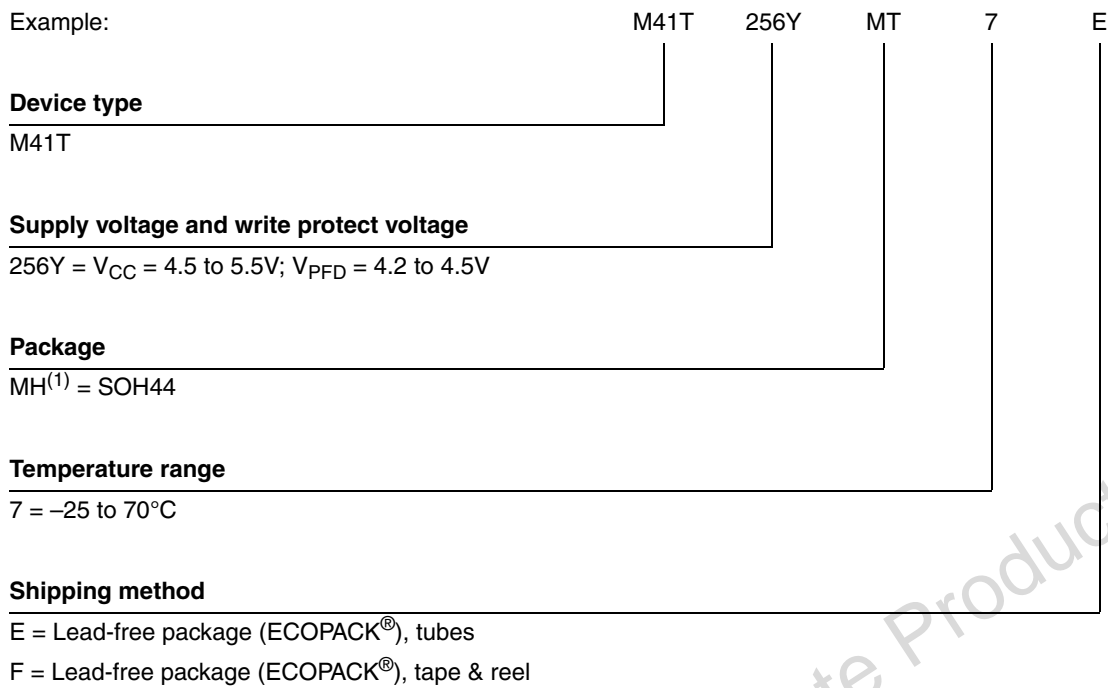 Example: M41T 256Y MT 7 E
Device type
M41T
Supply voltage and write protect voltage
256Y = VCC = 4.5 to 5.5V; VPFD = 4.2 to 4.5V
Package
MH(1) = SOH44
Temperature range
7 = –25 to 70°C
Shipping method
E = Lead-free package (ECOPACK®), tubes
F = Lead-free package (ECOPACK®), tape & reel